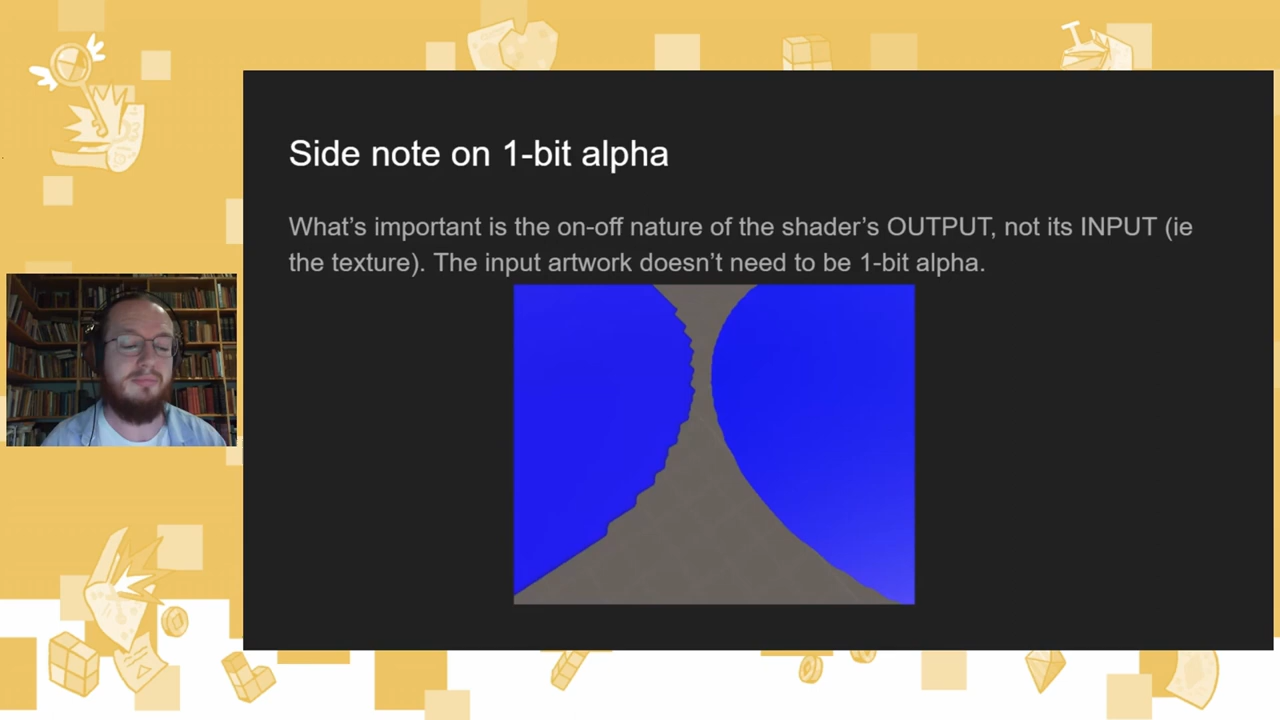 Side note on 1-bit alpha
What’s important is the on-off nature of the shader’s OUTPUT, not its INPUT (ie
the texture). The input artwork doesn’t need to be 1-bit alpha.